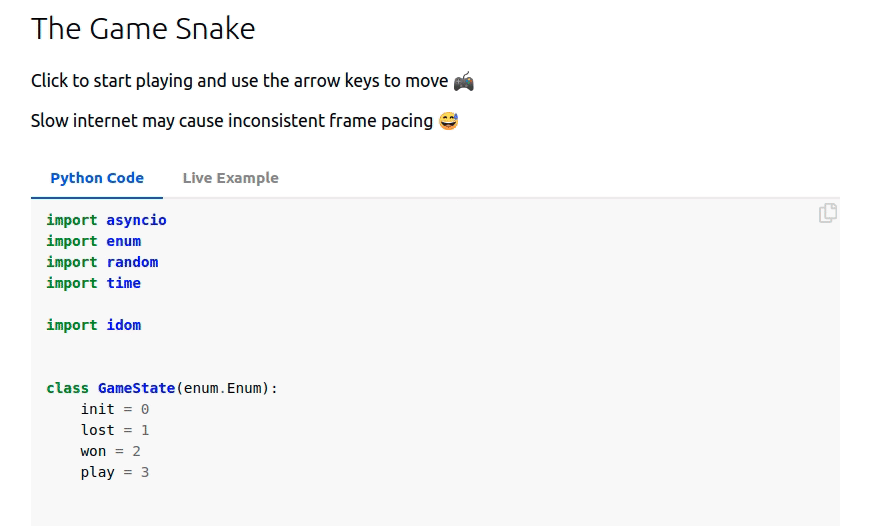 The Game Snake
Click to start playing and use the arrow keys to move 🎮
Slow internet may cause inconsistent frame pacing 😅
Python Code
Live Example
import asyncio
import enum
import random
import time

import idom


class GameState(enum.Enum):
    init = 0
    lost = 1
    won = 2
    play = 3